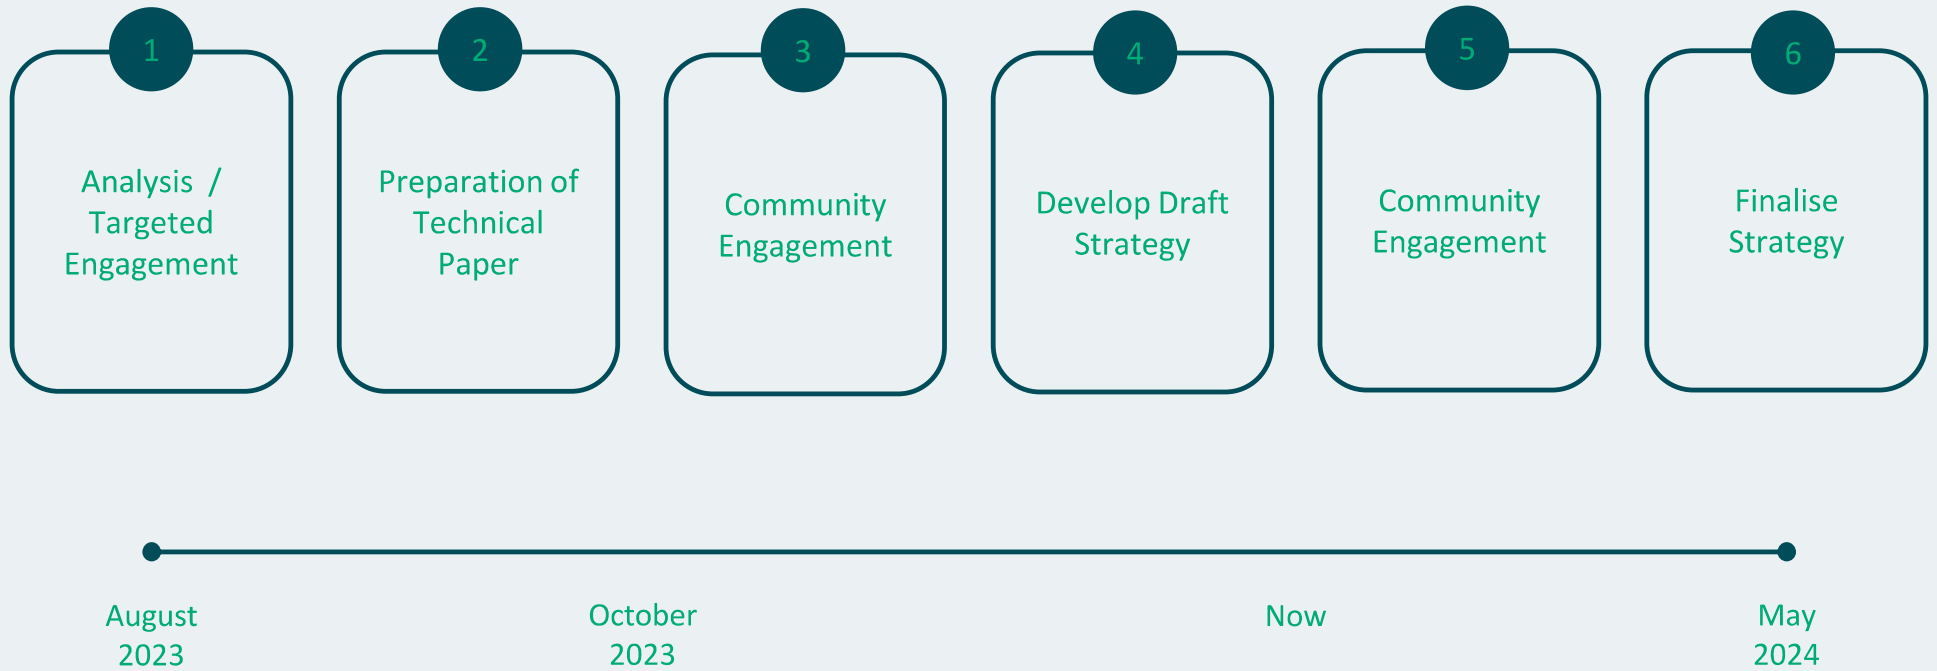 1
Analysis /
Targeted
Engagement
2
Preparation of
Technical
Paper
3
Community
Engagement
4
Develop Draft
Strategy
5
Community
Engagement
6
Finalise
Strategy
August
2023
October
2023
Now
May
2024